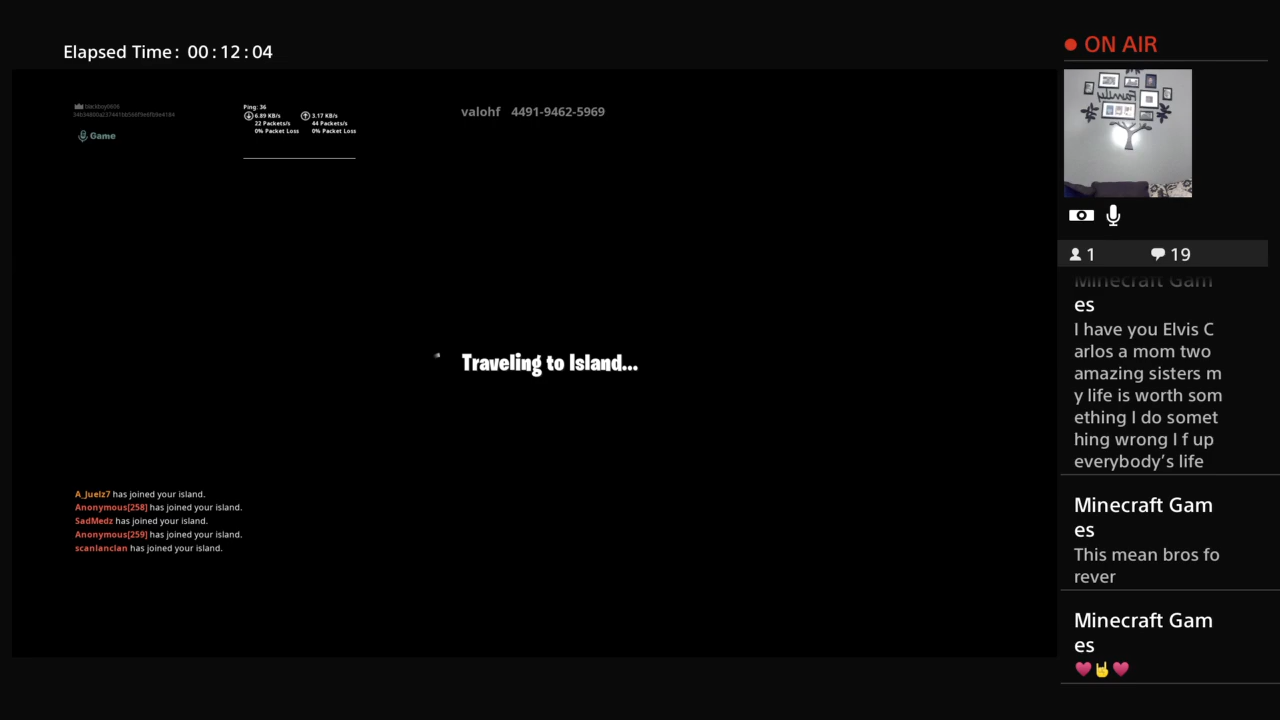 Elapsed Time: 00:12:04
ON AIR
blackboy0608
Game
Ping: 36
6.89 KB/s 3.17 KB/s
22 Packets/s 44 Packets/s
0% Packet Loss 0% Packet Loss
valohf 4491-9462-5969
Traveling to Island...
A_Juelz7 has joined your island.
Anonymous[258] has joined your island.
SadMedz has joined your island.
Anonymous[259] has joined your island.
scanlanclan has joined your island.
Family
1 19
Minecraft Gam
es
I have you Elvis C
arlos a mom two
amazing sisters m
y life is worth som
ething I do somet
hing wrong I f up
everybody's life
Minecraft Gam
es
This mean bros fo
rever
Minecraft Gam
es
💗🤘💗